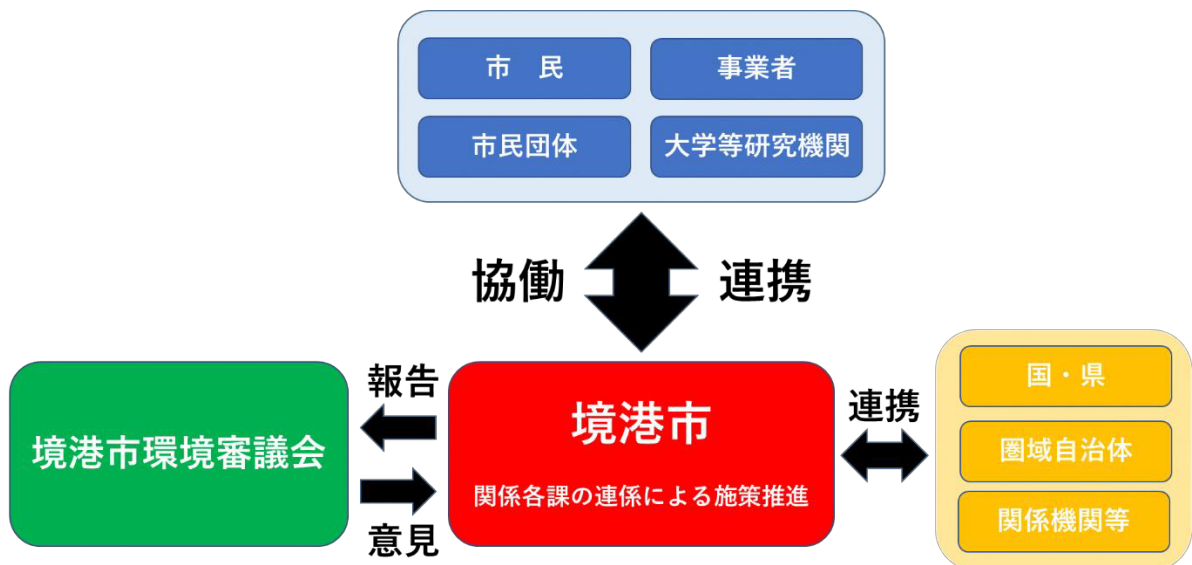 市　民
事業者
市民団体
大学等研究機関
協働
連携
境港市環境審議会
報告
意見
境港市
関係各課の連係による施策推進
連携
国・県
圏域自治体
関係機関等